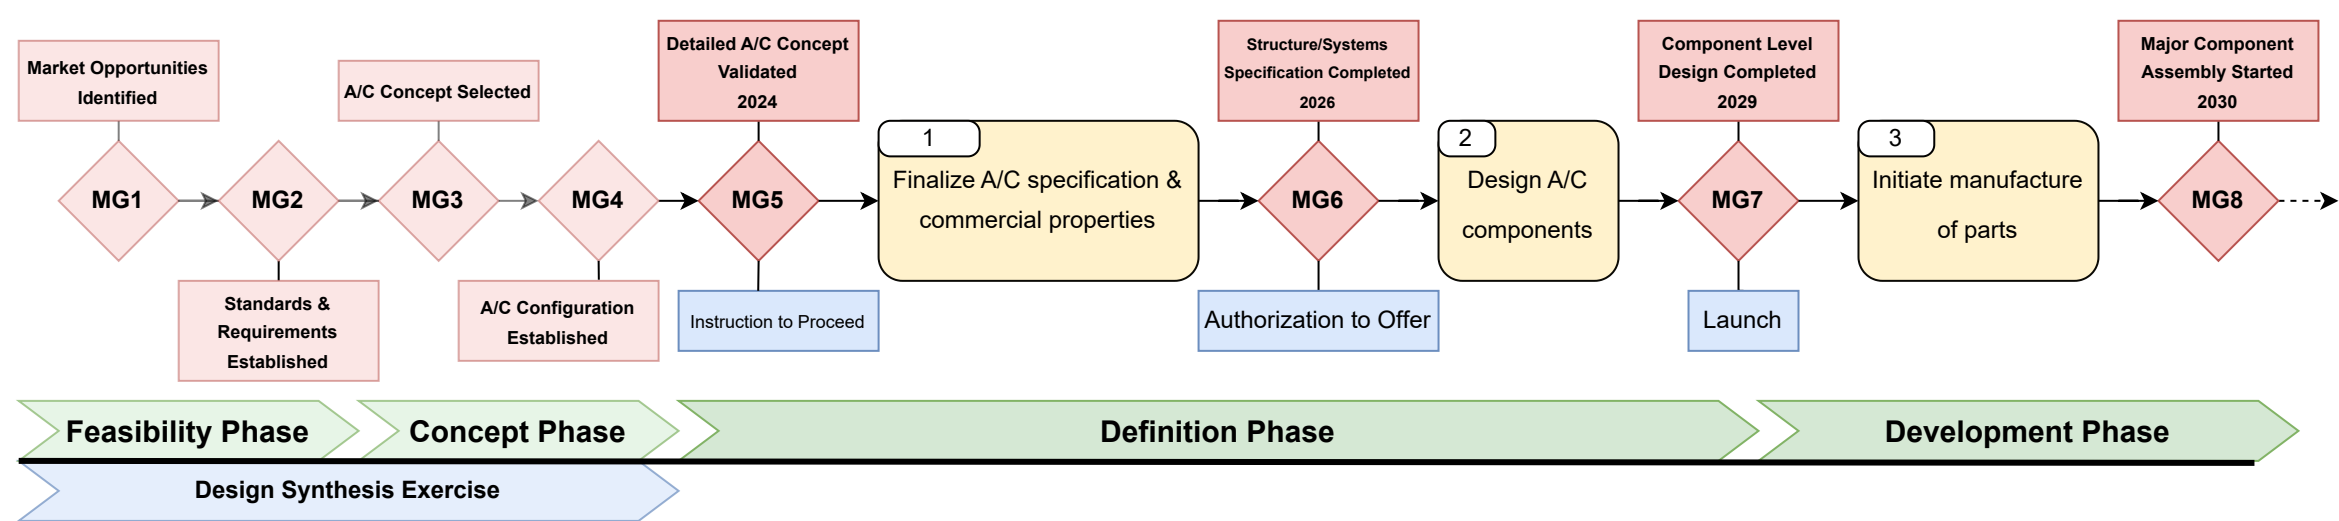 Market Opportunities
Identified
A/C Concept Selected
Detailed A/C Concept
Validated
2024
Structure/Systems
Specification Completed
2026
Component Level
Design Completed
2029
Major Component
Assembly Started
2030
MG1
MG2
MG3
MG4
MG5
1
Finalize A/C specification &
commercial properties
MG6
2
Design A/C
components
MG7
3
Initiate manufacture
of parts
MG8
Standards &
Requirements
Established
A/C Configuration
Established
Instruction to Proceed
Authorization to Offer
Launch
Feasibility Phase
Concept Phase
Definition Phase
Development Phase
Design Synthesis Exercise